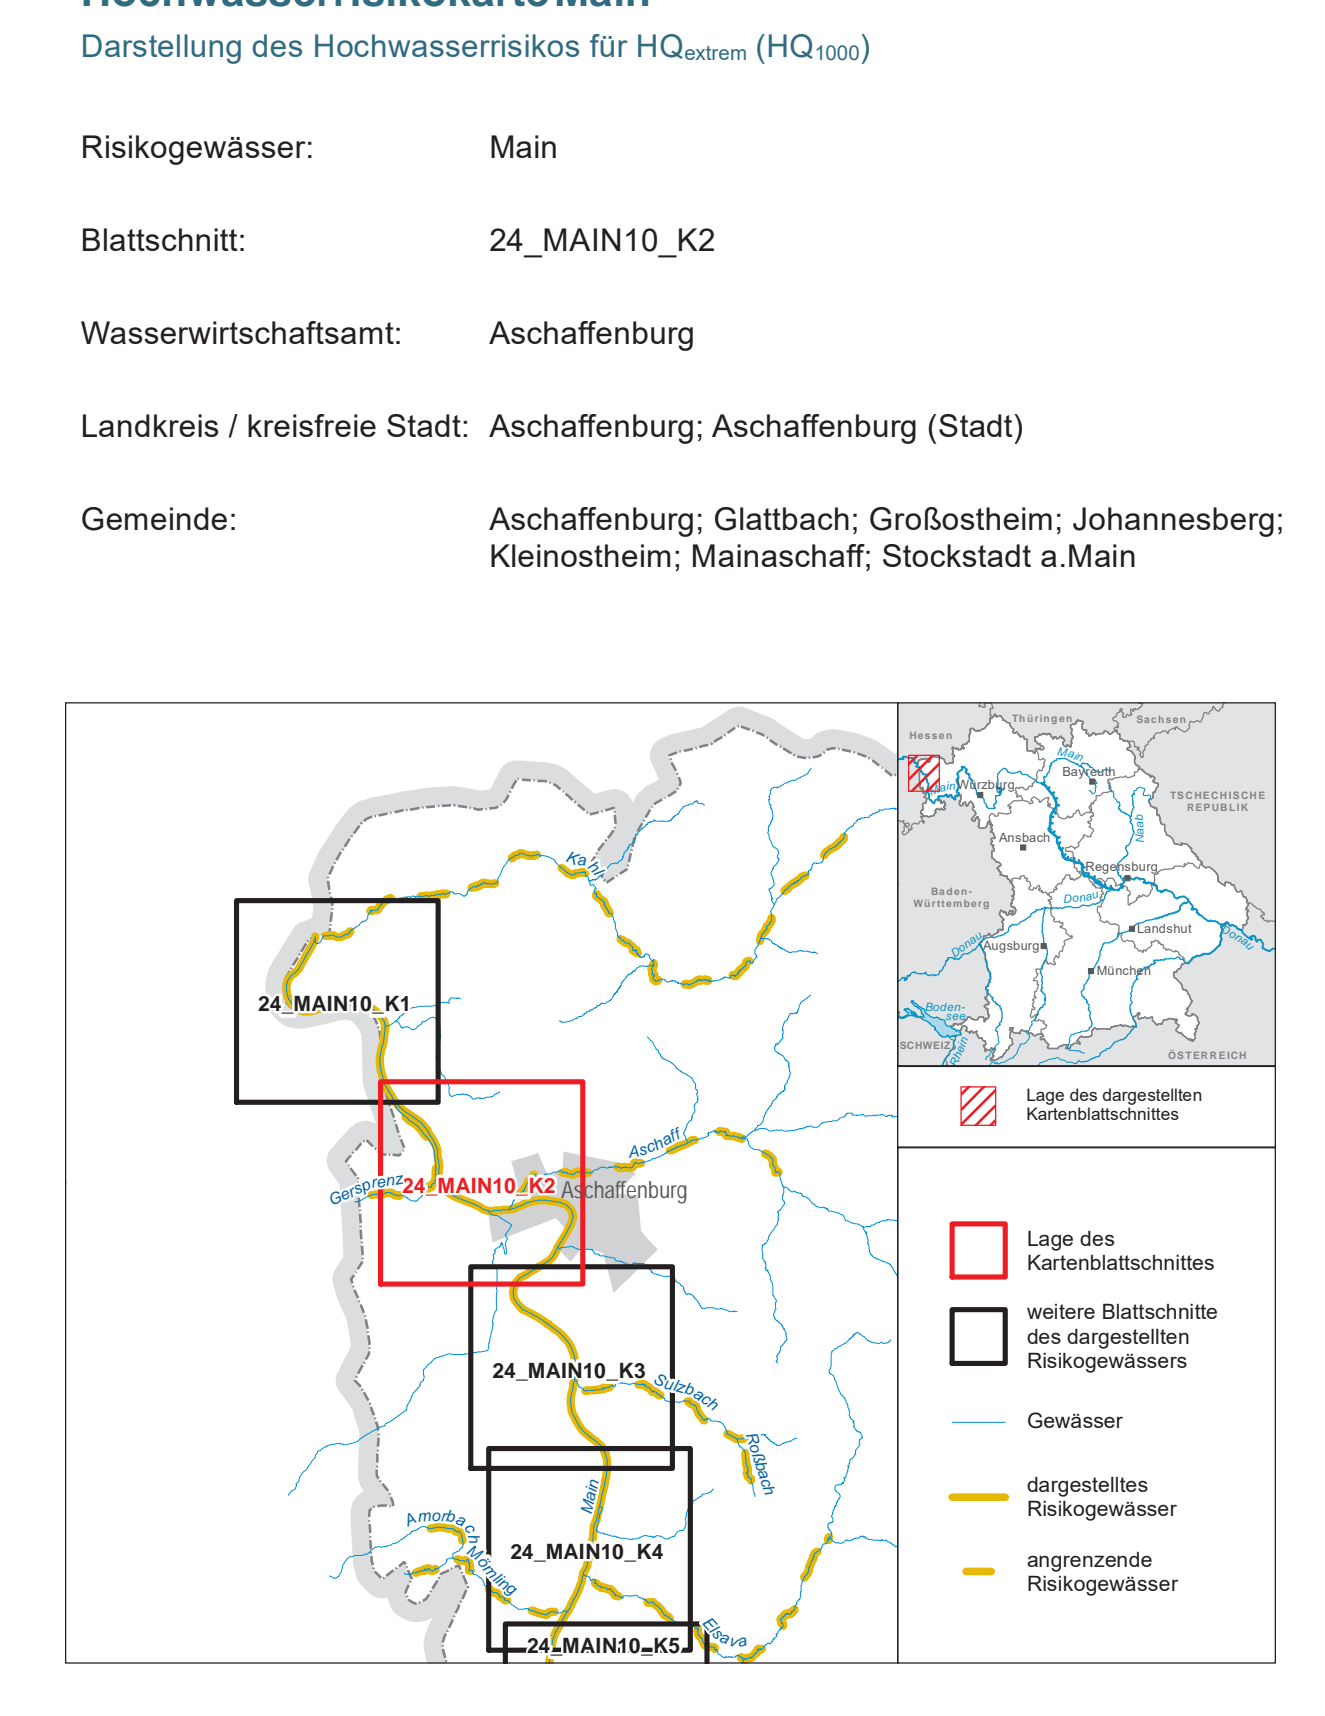 Hochwasserrisikokarte Main
Darstellung des Hochwasserrisikos für HQextrem (HQ1000)
Risikogewässer: Main
Blattschnitt: 24_MAIN10_K2
Wasserwirtschaftsamt: Aschaffenburg
Landkreis / kreisfreie Stadt: Aschaffenburg; Aschaffenburg (Stadt)
Gemeinde: Aschaffenburg; Glattbach; Großostheim; Johannesberg;
Kleinostheim; Mainaschaff; Stockstadt a.Main
Kahl
24_MAIN10_K1
Aschaff
Gersprenz
24_MAIN10_K2
Aschaffenburg
24_MAIN10_K3
Sulzbach
Roßbach
Main
Amorbach
Mömling
24_MAIN10_K4
Elsava
24_MAIN10_K5
Thüringen
Sachsen
Hessen
Main
Bayreuth
Main
Würzburg
TSCHECHISCHE
REPUBLIK
Naab
Ansbach
Regensburg
Baden-
Württemberg
Donau
Landshut
Donau
Donau
Augsburg
München
Boden-
see
SCHWEIZ
Rhein
ÖSTERREICH
Lage des dargestellten
Kartenblattschnittes
Lage des
Kartenblattschnittes
weitere Blattschnitte
des dargestellten
Risikogewässers
Gewässer
dargestelltes
Risikogewässer
angrenzende
Risikogewässer